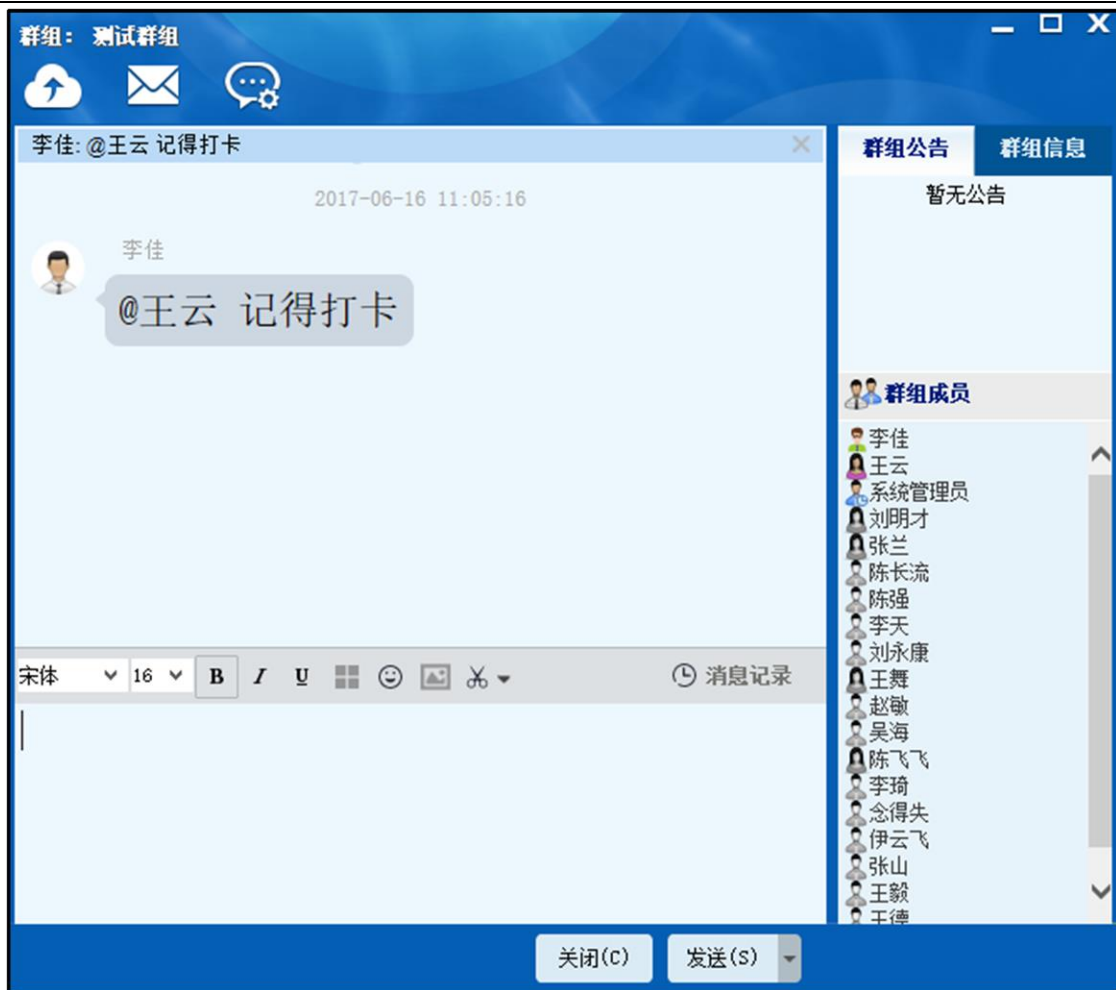 群组: 测试群组
李佳: @王云 记得打卡
2017-06-16 11:05:16
李佳
@王云 记得打卡
宋体 16 B I U 消息记录
关闭(C) 发送(S)
群组公告 群组信息
暂无公告
群组成员
李佳
王云
系统管理员
刘明才
张兰
陈长流
陈强
李天
刘永康
王舞
赵敏
吴海
陈飞飞
李琦
念得失
伊云飞
张山
王毅
王德